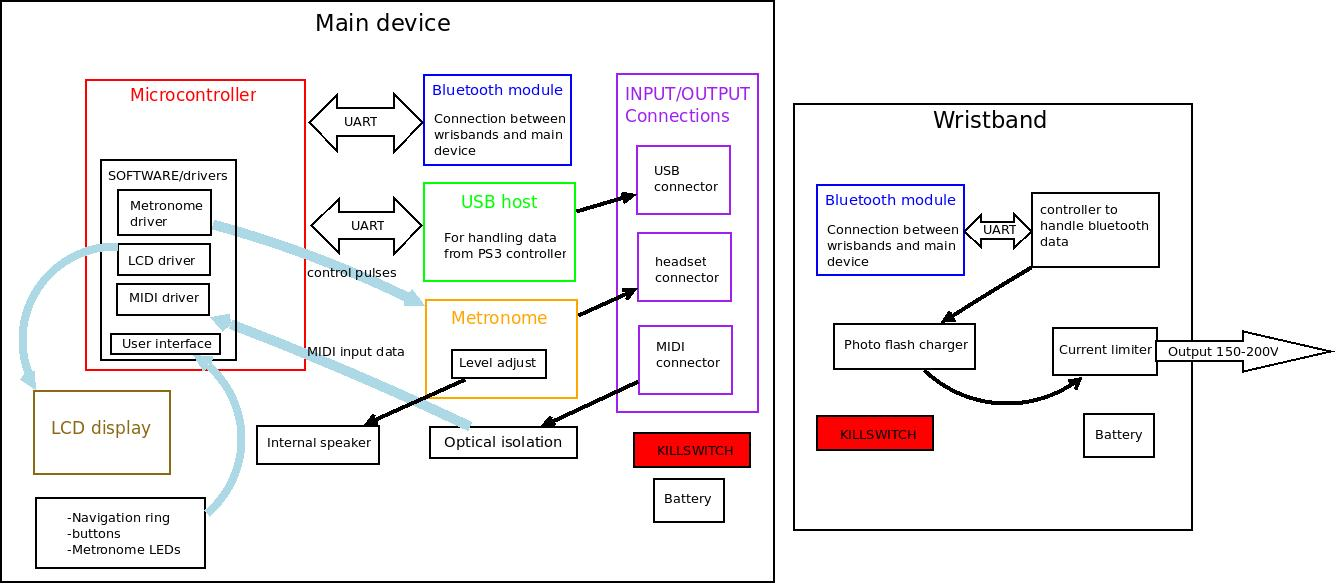 Main device
Microcontroller
SOFTWARE/drivers
Metronome
driver
LCD driver
MIDI driver
User interface
UART
Bluetooth module
Connection between
wrisbands and main
device
UART
USB host
For handling data
from PS3 controller
control pulses
Metronome
Level adjust
MIDI input data
INPUT/OUTPUT
Connections
USB
connector
headset
connector
MIDI
connector
LCD display
Internal speaker
Optical isolation
KILLSWITCH
Battery
-Navigation ring
-buttons
-Metronome LEDs
Wristband
Bluetooth module
Connection between
wrisbands and main
device
UART
controller to
handle bluetooth
data
Photo flash charger
Current limiter
Output 150-200V
KILLSWITCH
Battery